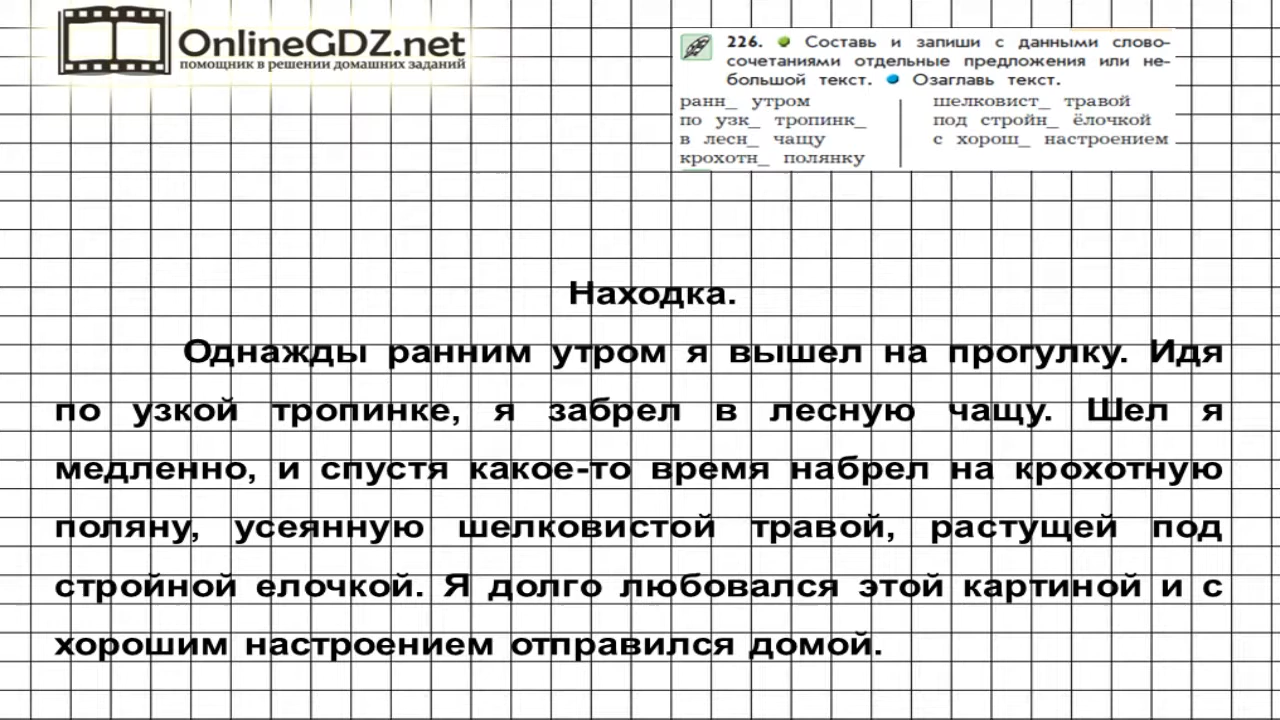 OnlineGDZ.net
помощник в решении домашних заданий
226. Составь и запиши с данными слово-
сочетаниями отдельные предложения или не-
большой текст. Озаглавь текст.
ранн_ утром
по узк_ тропинк_
в лесн_ чащу
крохотн_ полянку
шелковист_ травой
под стройн_ ёлочкой
с хорош_ настроением
Находка.
Однажды ранним утром я вышел на прогулку. Идя
по узкой тропинке, я забрел в лесную чащу. Шел я
медленно, и спустя какое-то время набрел на крохотную
поляну, усеянную шелковистой травой, растущей под
стройной елочкой. Я долго любовался этой картиной и с
хорошим настроением отправился домой.